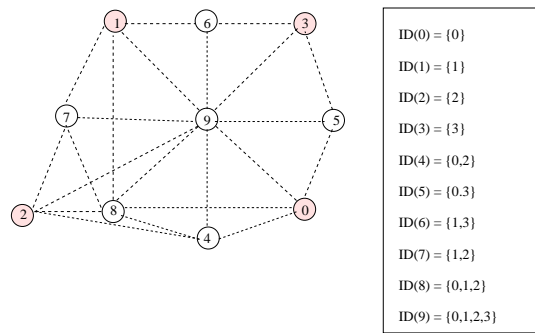 1
6
3
7
9
5
2
8
0
4
ID(0) = {0}
ID(1) = {1}
ID(2) = {2}
ID(3) = {3}
ID(4) = {0,2}
ID(5) = {0.3}
ID(6) = {1,3}
ID(7) = {1,2}
ID(8) = {0,1,2}
ID(9) = {0,1,2,3}